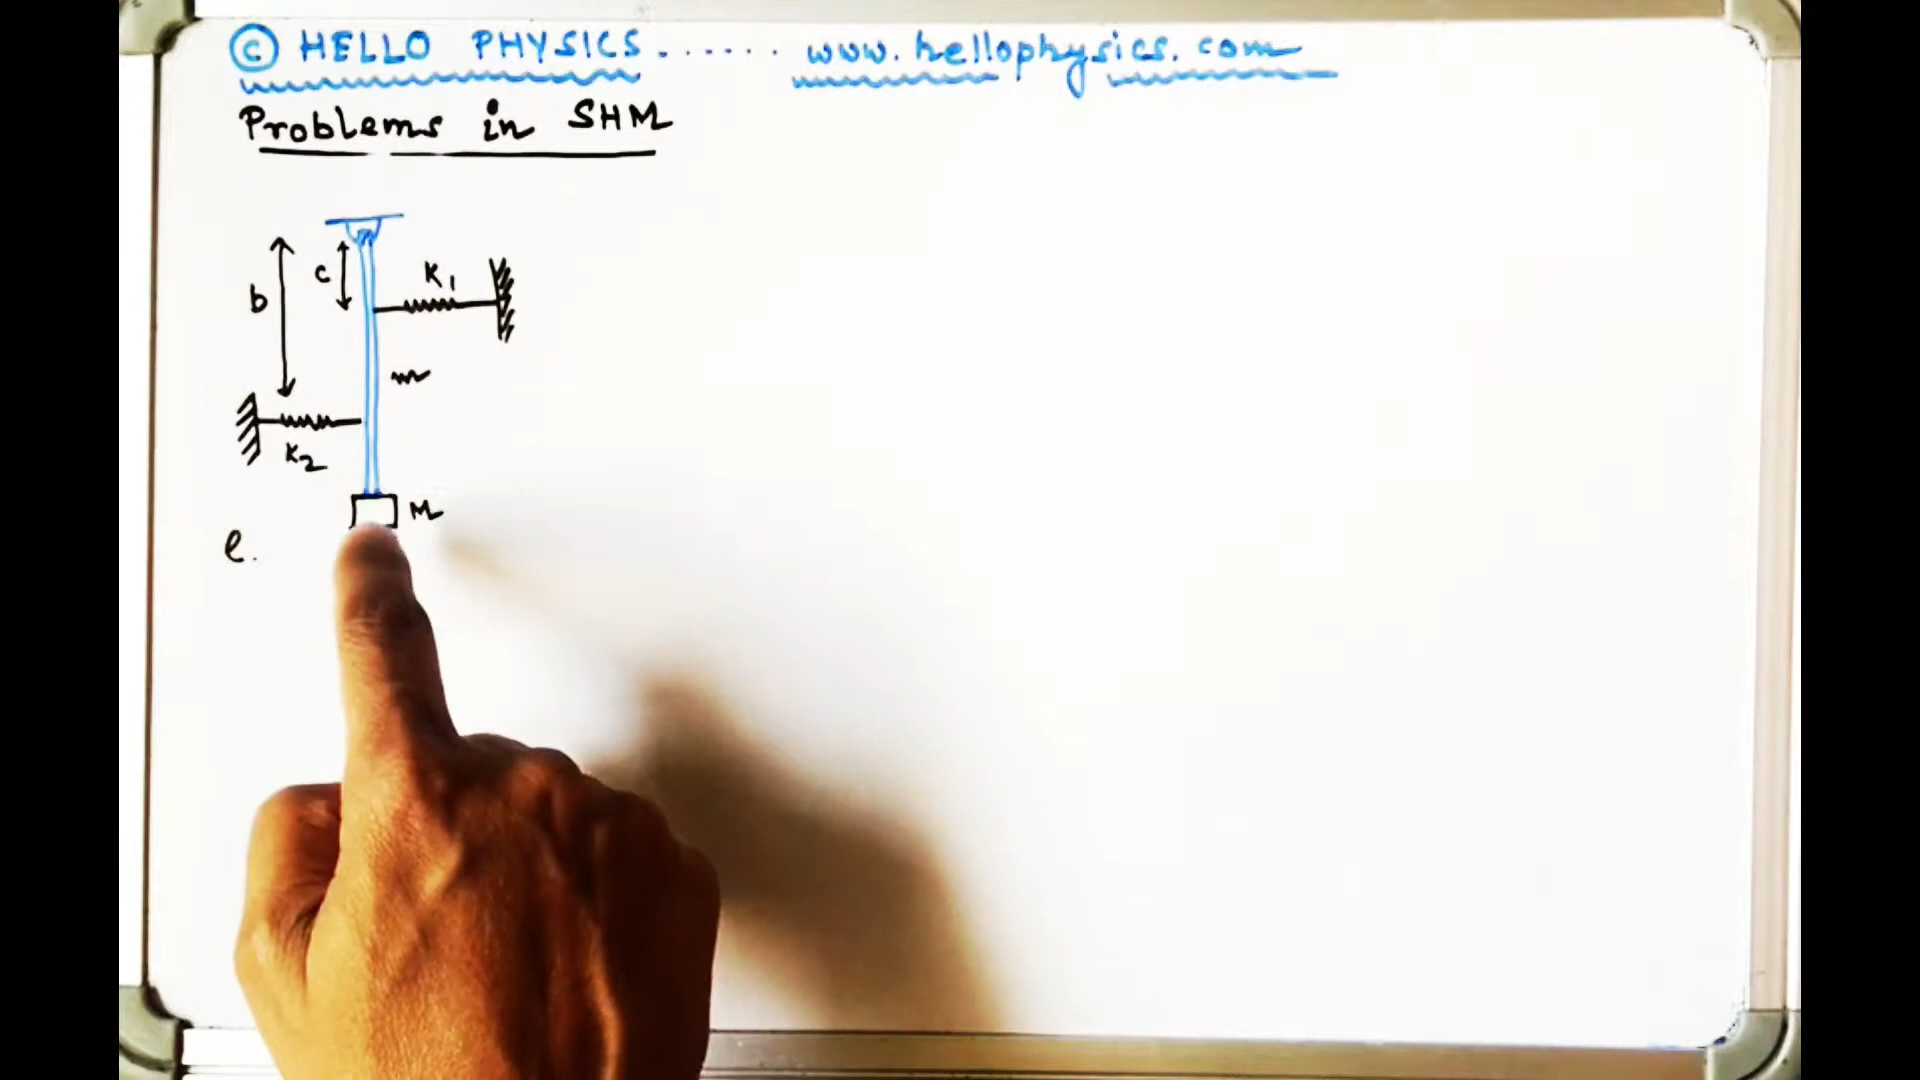 © HELLO PHYSICS...... www.hellophysics.com
Problems in SHM
c
K1
b
m
K2
M
l.